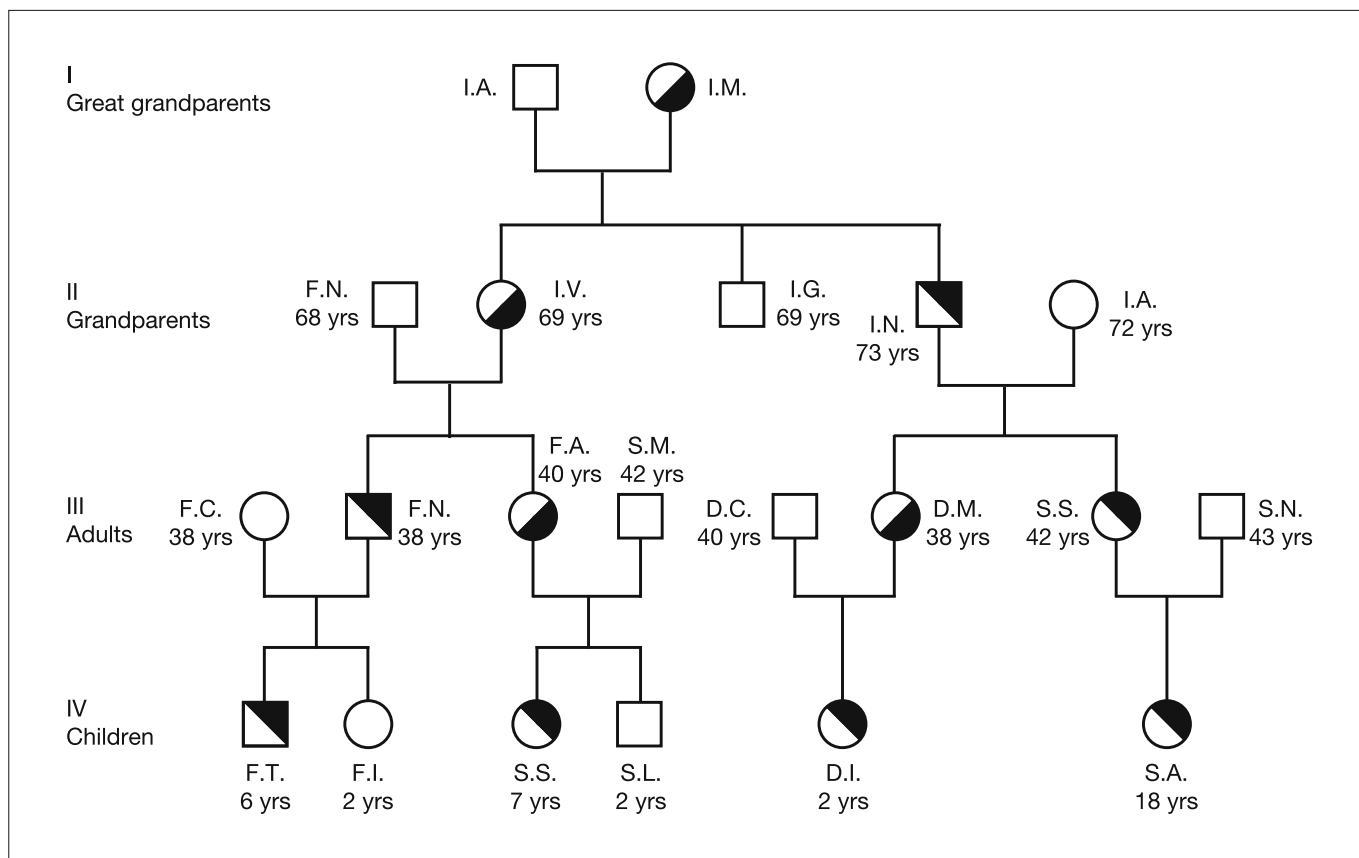 I
Great grandparents
I.A.
I.M.
II
Grandparents
F.N.
68 yrs
I.V.
69 yrs
I.G.
69 yrs
I.N.
73 yrs
I.A.
72 yrs
III
Adults
F.C.
38 yrs
F.N.
38 yrs
F.A.
40 yrs
S.M.
42 yrs
D.C.
40 yrs
D.M.
38 yrs
S.S.
42 yrs
S.N.
43 yrs
IV
Children
F.T.
6 yrs
F.I.
2 yrs
S.S.
7 yrs
S.L.
2 yrs
D.I.
2 yrs
S.A.
18 yrs